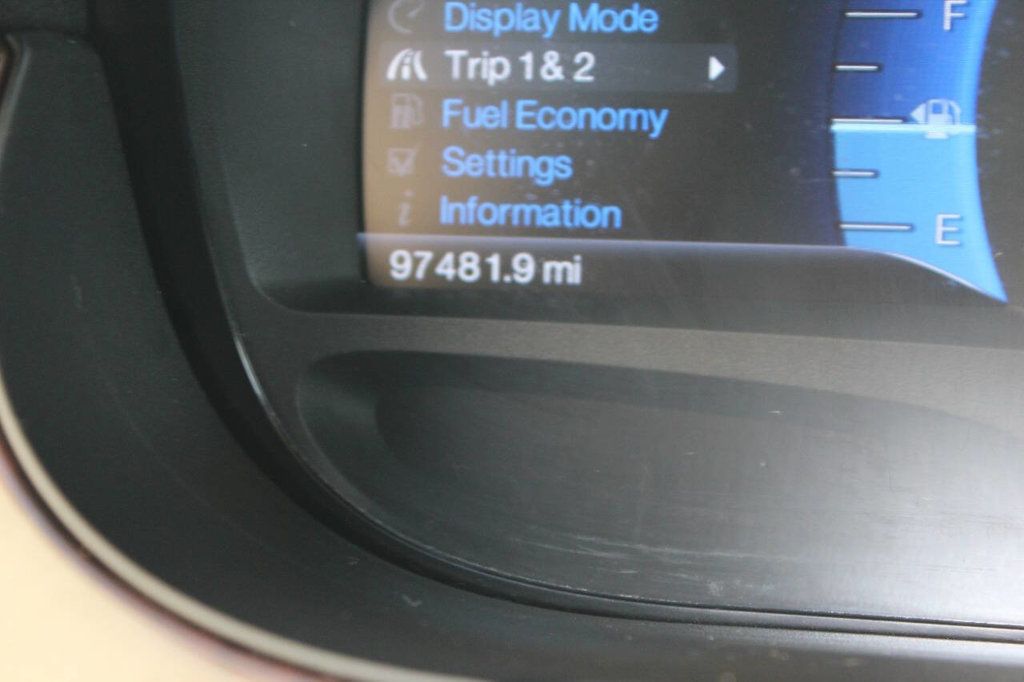 Display Mode
F
Trip 1 & 2
Fuel Economy
Settings
Information
E
97481.9 mi